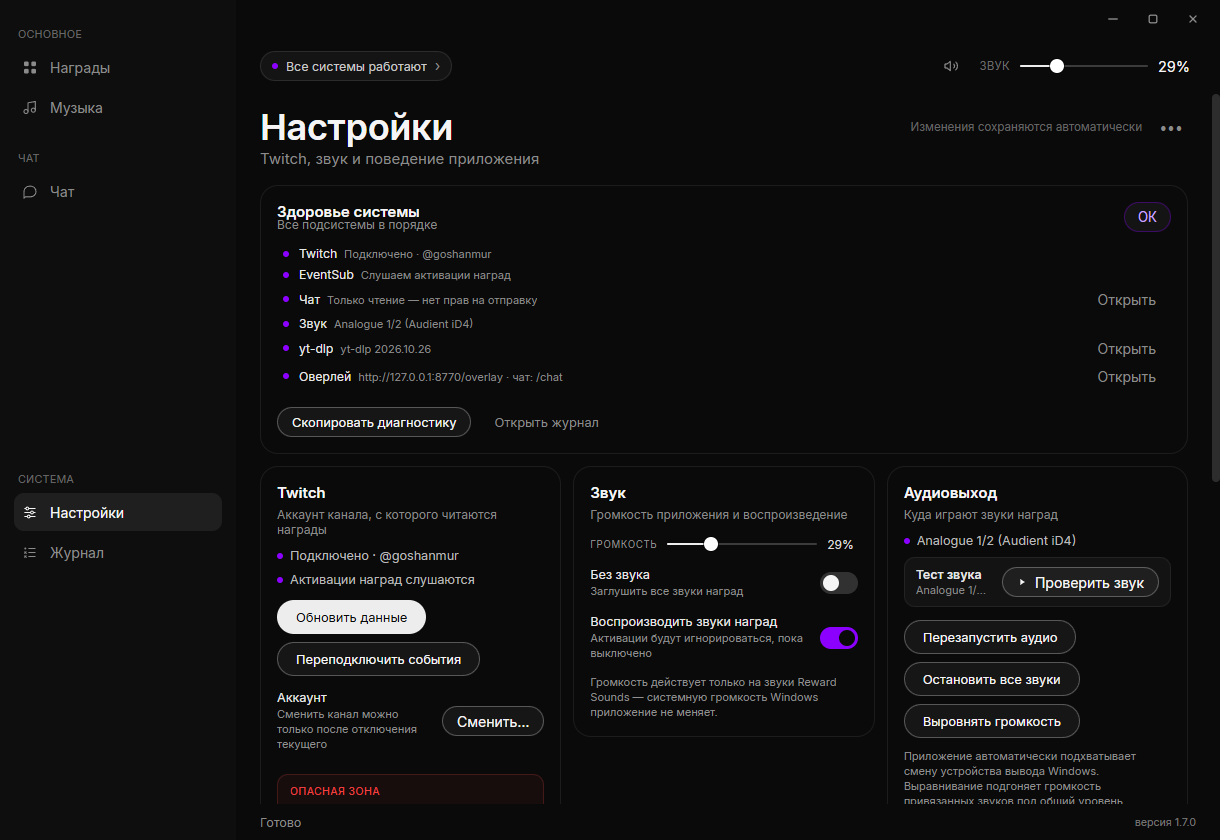 ОСНОВНОЕ
Награды
Музыка
ЧАТ
Чат
СИСТЕМА
Настройки
Журнал
Все системы работают ›
ЗВУК 29%
Настройки
Twitch, звук и поведение приложения
Изменения сохраняются автоматически •••
Здоровье системы
Все подсистемы в порядке
ОК
Twitch Подключено · @goshanmur
EventSub Слушаем активации наград
Чат Только чтение — нет прав на отправку Открыть
Звук Analogue 1/2 (Audient iD4)
yt-dlp yt-dlp 2026.10.26 Открыть
Оверлей http://127.0.0.1:8770/overlay · чат: /chat Открыть
Скопировать диагностику Открыть журнал
Twitch
Аккаунт канала, с которого читаются
награды
Подключено · @goshanmur
Активации наград слушаются
Обновить данные
Переподключить события
Аккаунт
Сменить канал можно
только после отключения
текущего
Сменить...
ОПАСНАЯ ЗОНА
Звук
Громкость приложения и воспроизведение
ГРОМКОСТЬ 29%
Без звука
Заглушить все звуки наград
Воспроизводить звуки наград
Активации будут игнорироваться, пока
выключено
Громкость действует только на звуки Reward
Sounds — системную громкость Windows
приложение не меняет.
Аудиовыход
Куда играют звуки наград
Analogue 1/2 (Audient iD4)
Тест звука
Analogue 1/...
Проверить звук
Перезапустить аудио
Остановить все звуки
Выровнять громкость
Приложение автоматически подхватывает
смену устройства вывода Windows.
Выравнивание подгоняет громкость
привязанных звуков под общий уровень
Готово
версия 1.7.0